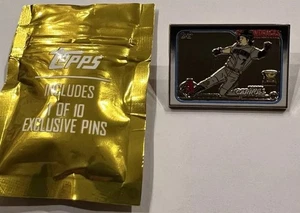 Topps
INCLUDES
1 OF 10
EXCLUSIVE PINS